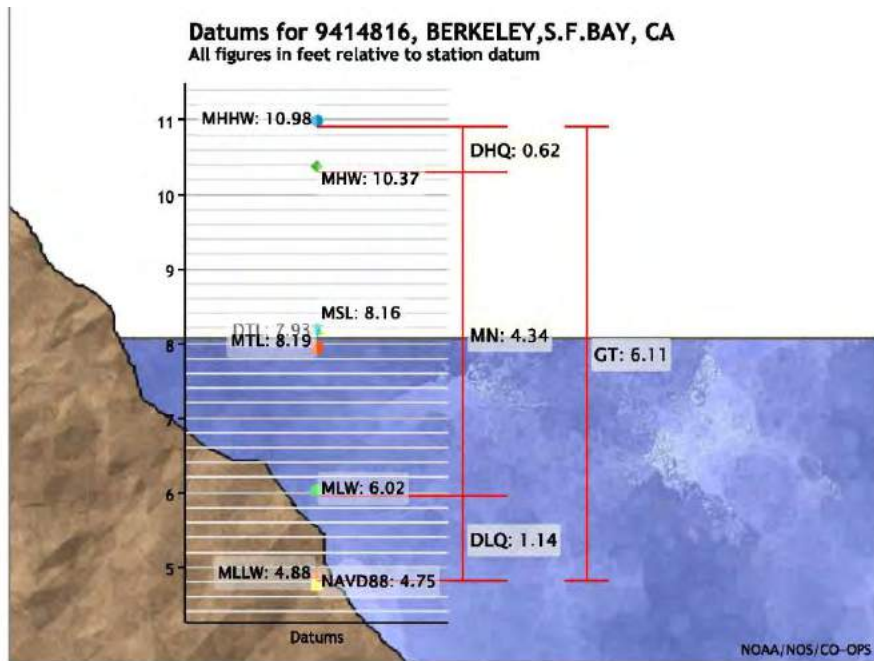 Datums for 9414816, BERKELEY,S.F.BAY, CA
All figures in feet relative to station datum
11
MHHW: 10.98
DHQ: 0.62
MHW: 10.37
10
9
MSL: 8.16
DTL: 7.93
MTL: 8.19
MN: 4.34
8
GT: 6.11
7
6
MLW: 6.02
DLQ: 1.14
5
MLLW: 4.88
NAVD88: 4.75
Datums
NOAA/NOS/CO-OPS